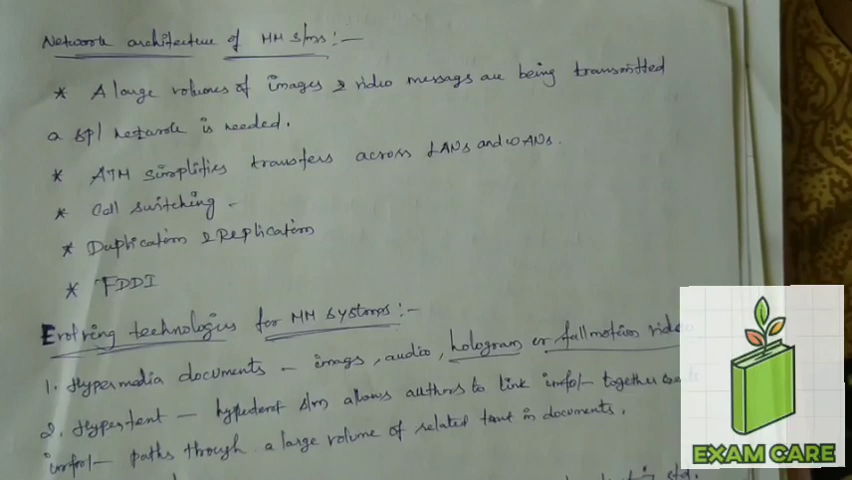 Network architecture of MM s/ms :-
* A large volumes of images & video messags are being transmitted
a spl network is needed.
* ATM simplifies transfers across LANs and WANs.
* Cell switching -
* Duplication & Replication
* FDDI
Evolving technologies for MM Systems :-
1. Hypermedia documents - imags, audio, hologram or fullmotion video
2. Hypertext - hypertext s/m allows authors to link info/- together create
info/- paths through a large volume of related text in documents.
EXAM CARE